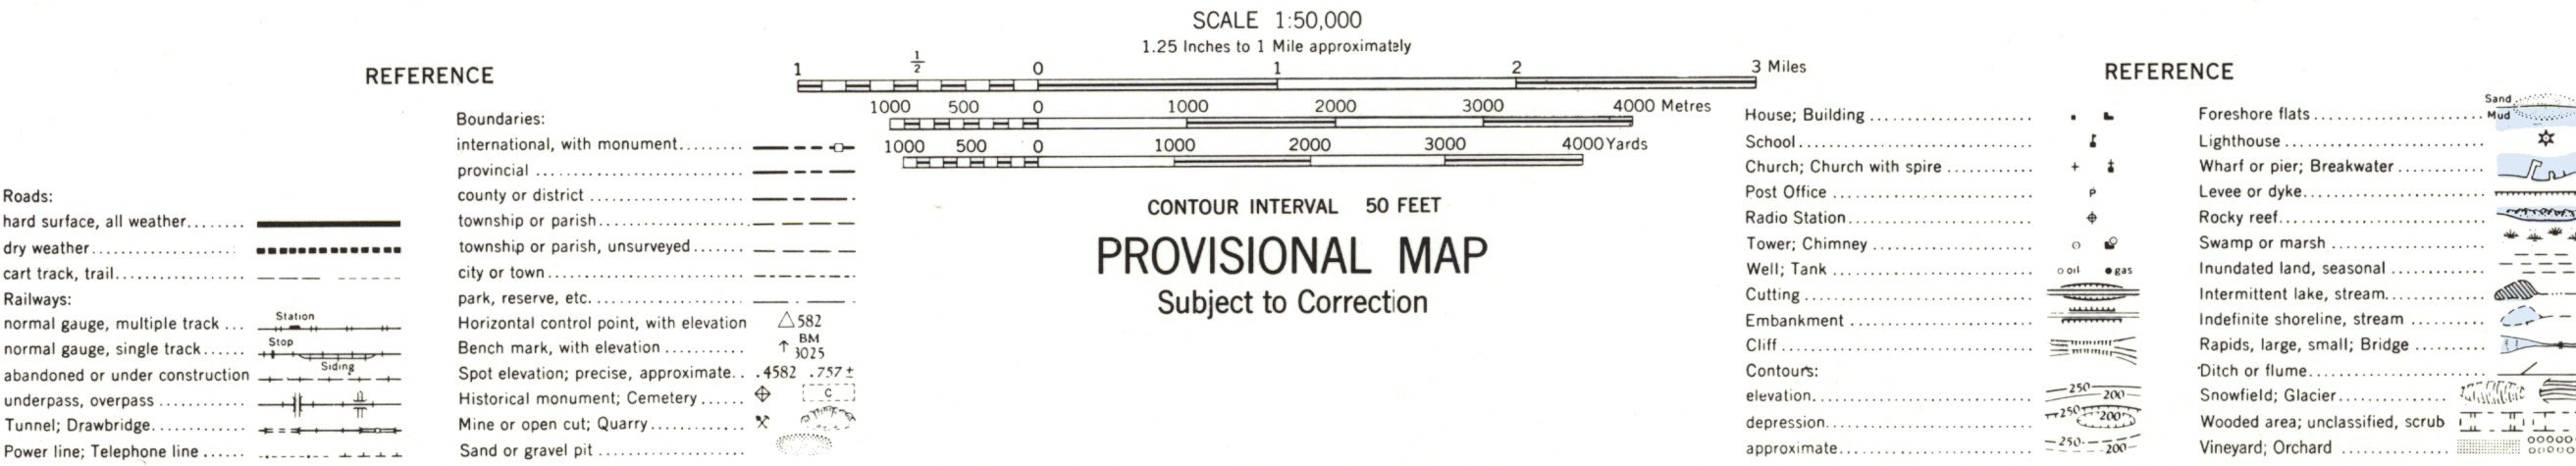 REFERENCE
Roads:
hard surface, all weather........
dry weather..................
cart track, trail...............
Railways:
normal gauge, multiple track ...
Station
normal gauge, single track......
Stop
Siding
abandoned or under construction
underpass, overpass ............
Tunnel; Drawbridge.............
Power line; Telephone line ......
Boundaries:
international, with monument.........
provincial ..........................
county or district ....................
township or parish...................
township or parish, unsurveyed.......
city or town.........................
park, reserve, etc....................
Horizontal control point, with elevation 582
Bench mark, with elevation ........... BM 3025
Spot elevation; precise, approximate.. .4582 .757±
Historical monument; Cemetery ...... C
Mine or open cut; Quarry.............
Sand or gravel pit ....................
SCALE 1:50,000
1.25 Inches to 1 Mile approximately
1 ½ 0 1 2 3 Miles
1000 500 0 1000 2000 3000 4000 Metres
1000 500 0 1000 2000 3000 4000 Yards
CONTOUR INTERVAL 50 FEET
PROVISIONAL MAP
Subject to Correction
REFERENCE
House; Building ......................
School................................
Church; Church with spire ............
Post Office ...........................
Radio Station......................... 
Tower; Chimney ......................
Well; Tank ........................... oil gas
Cutting...............................
Embankment .........................
Cliff..................................
Contours:
elevation.............................. 250 200
depression............................ 250 200
approximate........................... 250 200
Foreshore flats ....................... Sand Mud
Lighthouse ...........................
Wharf or pier; Breakwater.............
Levee or dyke.........................
Rocky reef............................
Swamp or marsh ......................
Inundated land, seasonal .............
Intermittent lake, stream..............
Indefinite shoreline, stream ..........
Rapids, large, small; Bridge ..........
Ditch or flume........................
Snowfield; Glacier................
Wooded area; unclassified, scrub
Vineyard; Orchard ..............